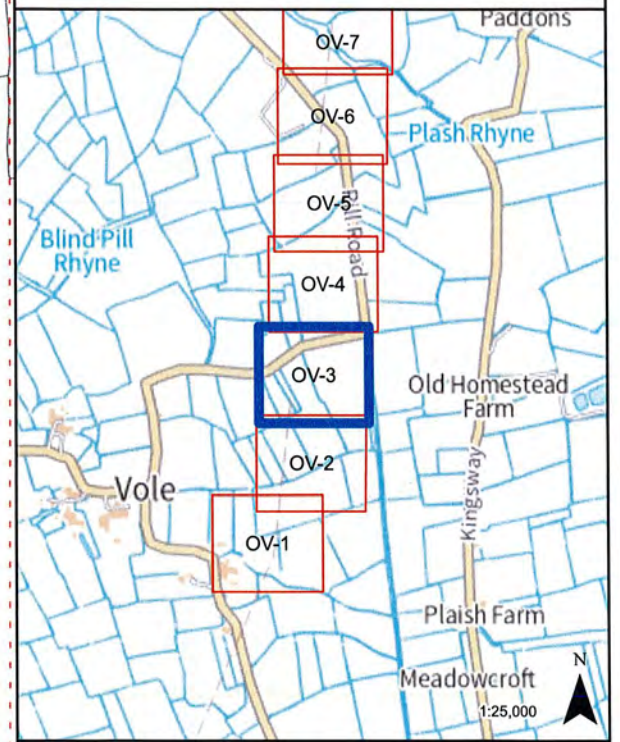 Paddons
OV-7
OV-6
Plash Rhyne
OV-5
Pill Road
Blind Pill
Rhyne
OV-4
OV-3
Old Homestead
Farm
OV-2
Kingsway
Vole
OV-1
Plaish Farm
Meadowcroft
N
1:25,000